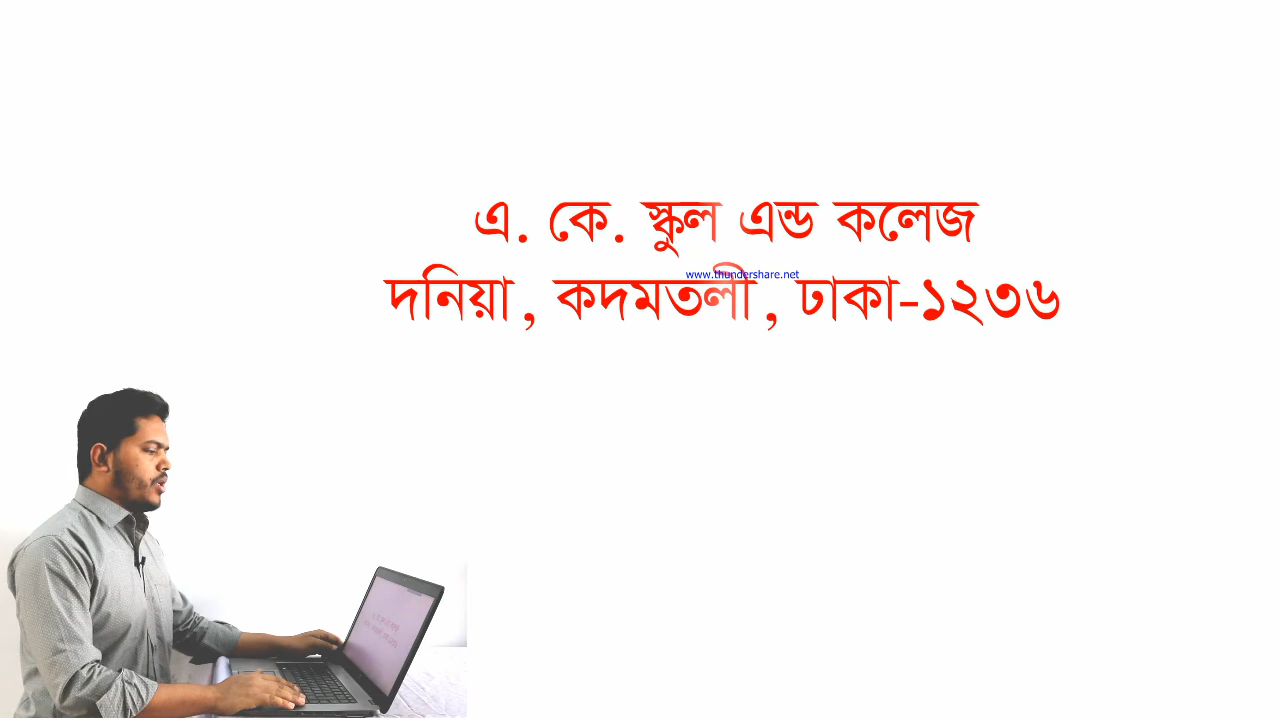 এ. কে. স্কুল এন্ড কলেজ
www.thundershare.net
দনিয়া, কদমতলী, ঢাকা-১২৩৬